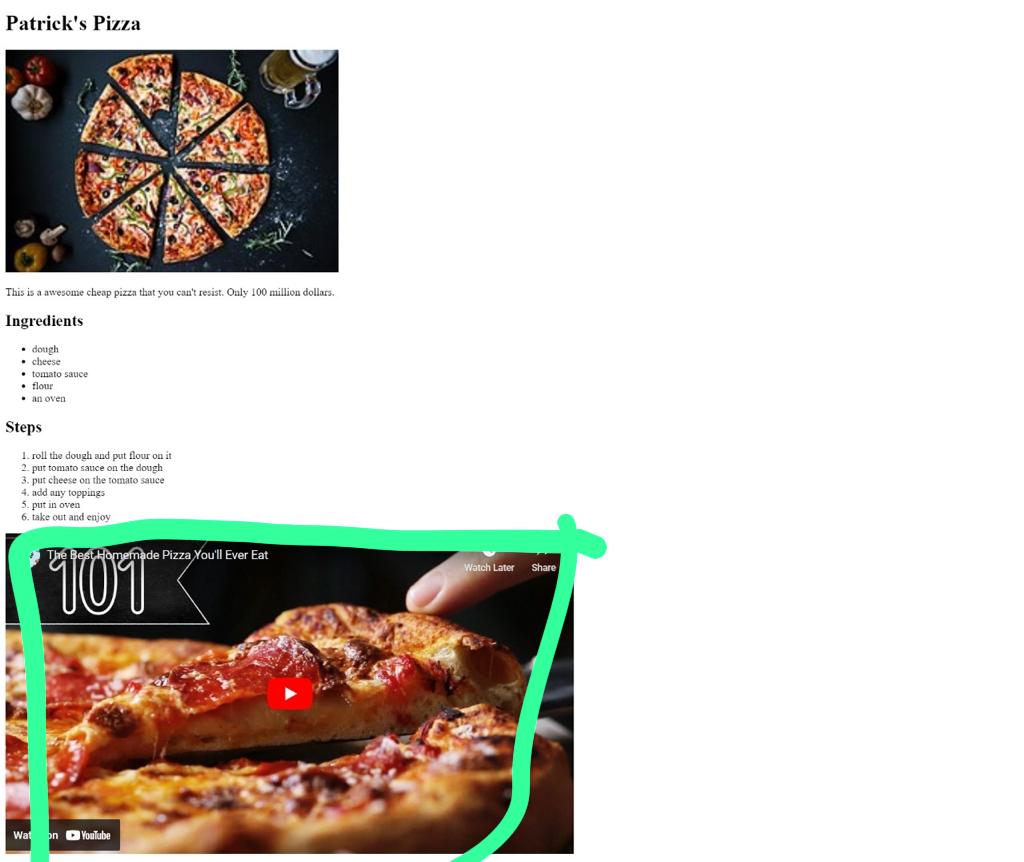 Patrick's Pizza
This is a awesome cheap pizza that you can't resist. Only 100 million dollars.
Ingredients
• dough
• cheese
• tomato sauce
• flour
• an oven
Steps
1. roll the dough and put flour on it
2. put tomato sauce on the dough
3. put cheese on the tomato sauce
4. add any toppings
5. put in oven
6. take out and enjoy
The Best Homemade Pizza You'll Ever Eat
101
Watch Later Share
YouTube